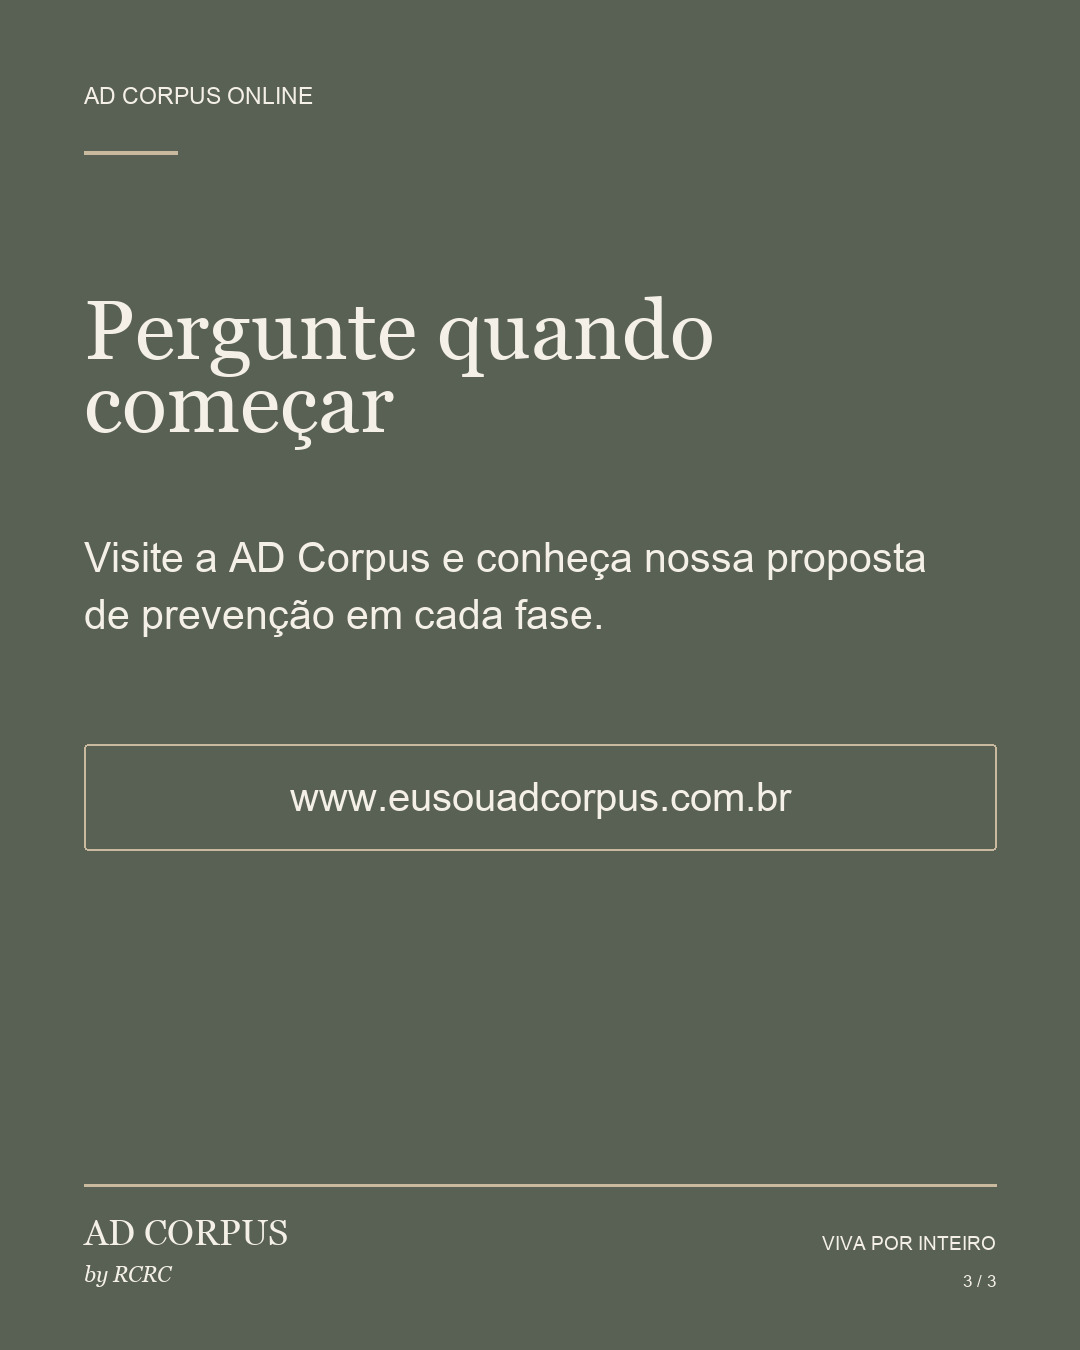 AD CORPUS ONLINE
Pergunte quando
começar
Visite a AD Corpus e conheça nossa proposta
de prevenção em cada fase.
www.eusouadcorpus.com.br
AD CORPUS
by RCRC
VIVA POR INTEIRO
3 / 3